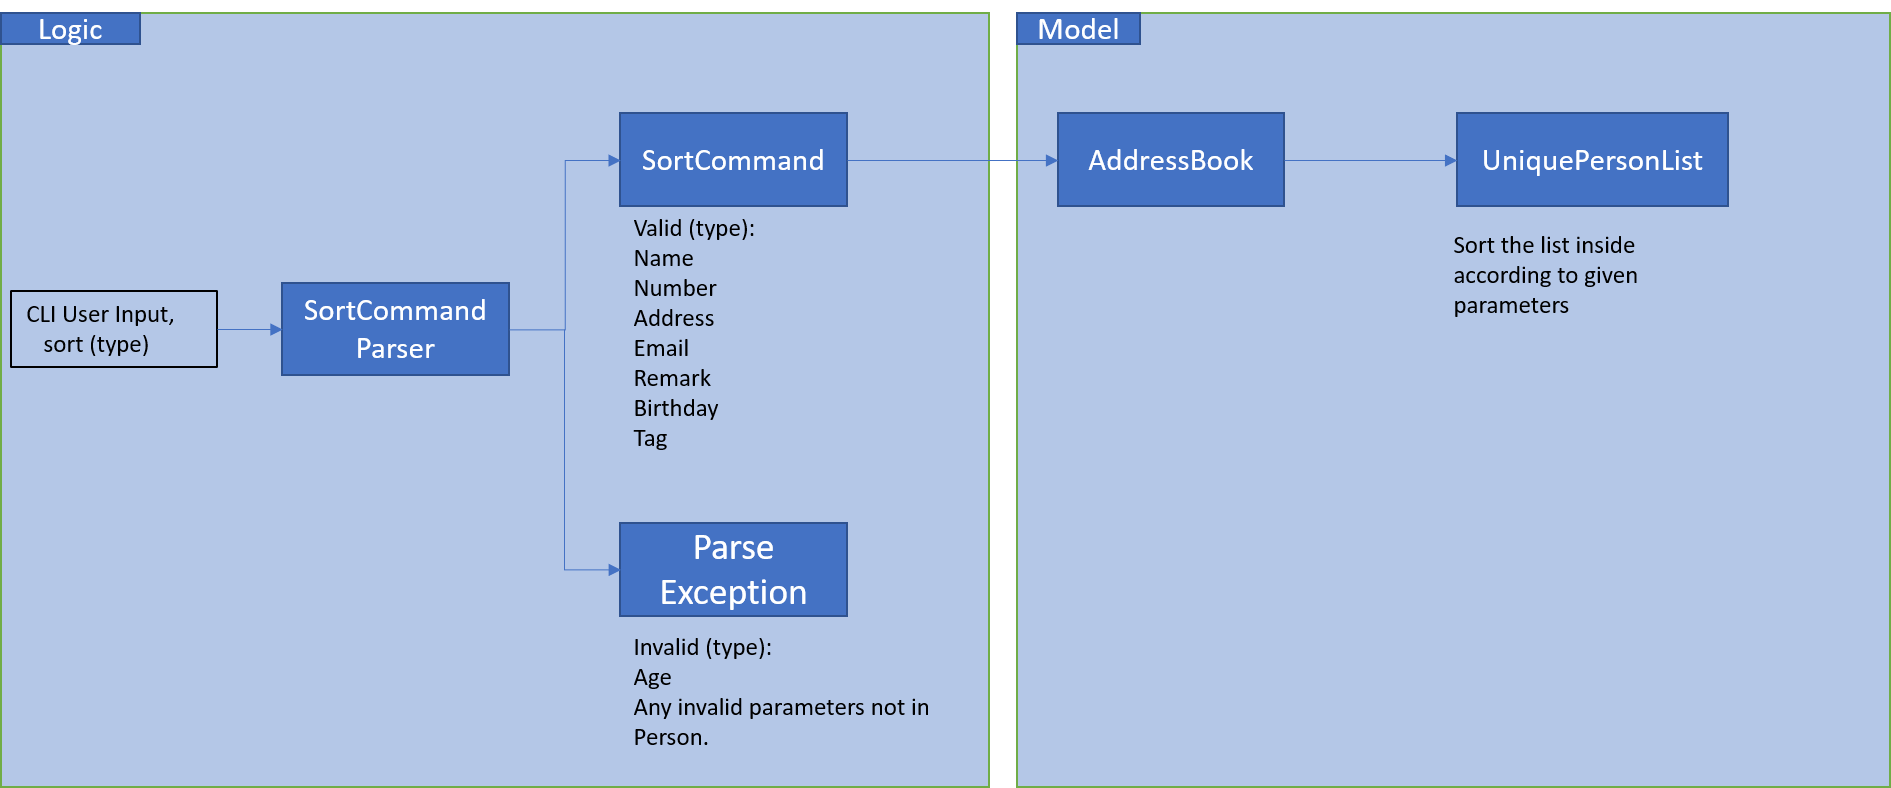 Logic
Model
CLI User Input,
sort (type)
SortCommand
Parser
SortCommand
Valid (type):
Name
Number
Address
Email
Remark
Birthday
Tag
Parse
Exception
Invalid (type):
Age
Any invalid parameters not in
Person.
AddressBook
UniquePersonList
Sort the list inside
according to given
parameters